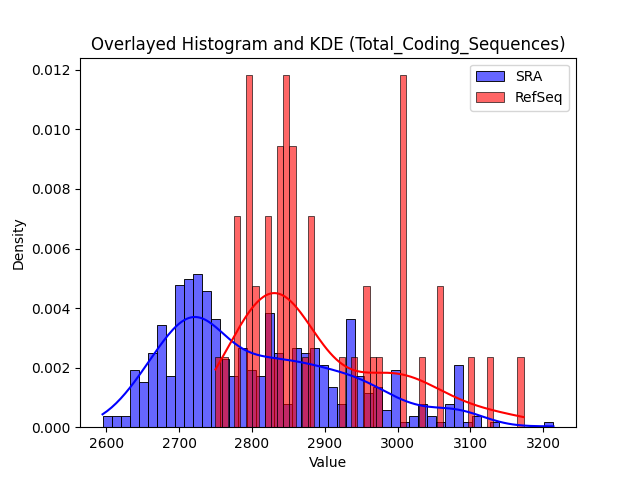 Overlayed Histogram and KDE (Total_Coding_Sequences)
SRA
RefSeq
0.012
0.010
0.008
0.006
0.004
0.002
0.000
Density
2600 2700 2800 2900 3000 3100 3200
Value